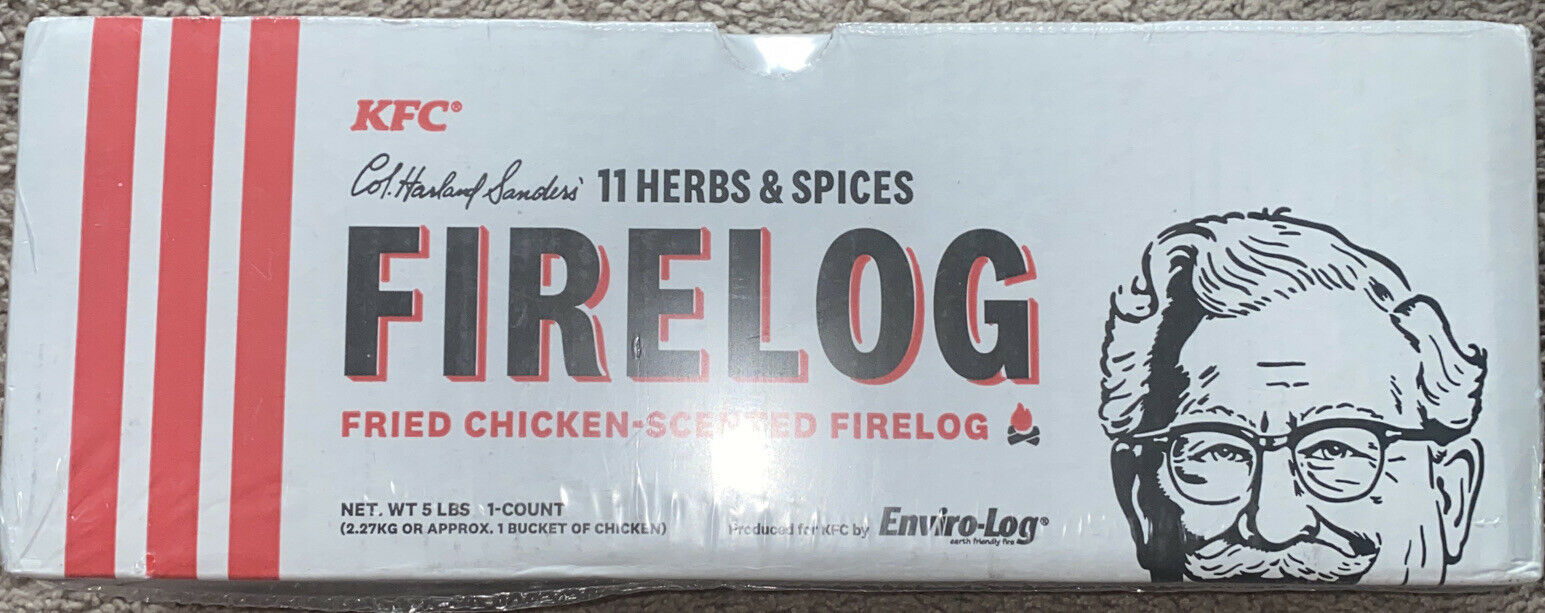 KFC®
Col. Harland Sanders' 11 HERBS & SPICES
FIRELOG
FRIED CHICKEN-SCENTED FIRELOG
NET. WT 5 LBS 1-COUNT
(2.27KG OR APPROX. 1 BUCKET OF CHICKEN)
Produced for KFC by Enviro-Log®
earth friendly fire